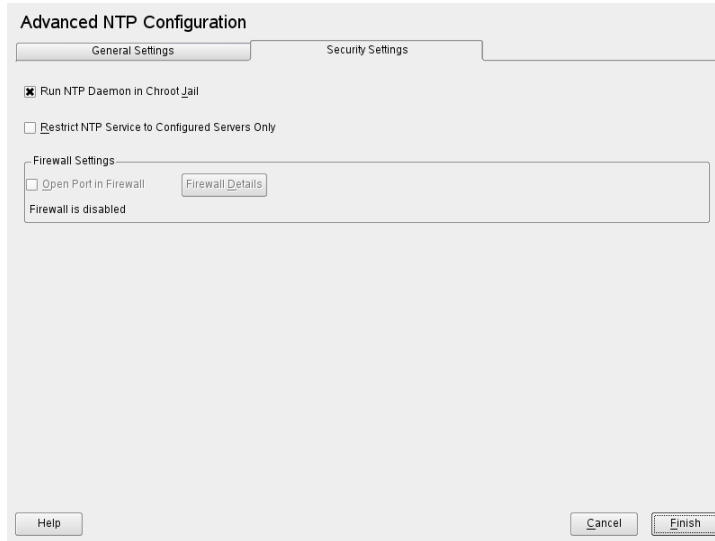 Advanced NTP Configuration
General Settings
Security Settings
Run NTP Daemon in Chroot Jail
Restrict NTP Service to Configured Servers Only
Firewall Settings
Open Port in Firewall
Firewall Details
Firewall is disabled
Help
Cancel
Finish